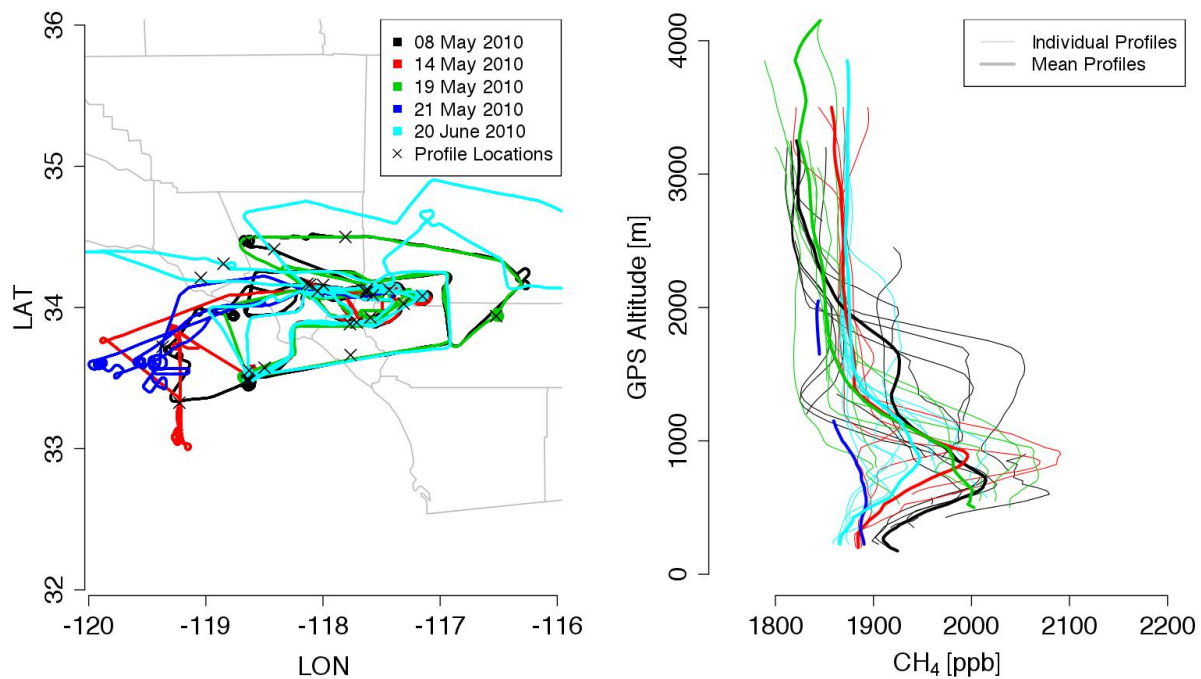 36
35
34
33
32
LAT
-120
-119
-118
-117
-116
LON
08 May 2010
14 May 2010
19 May 2010
21 May 2010
20 June 2010
Profile Locations
4000
3000
2000
1000
0
GPS Altitude [m]
1800
1900
2000
2100
2200
CH₄ [ppb]
Individual Profiles
Mean Profiles